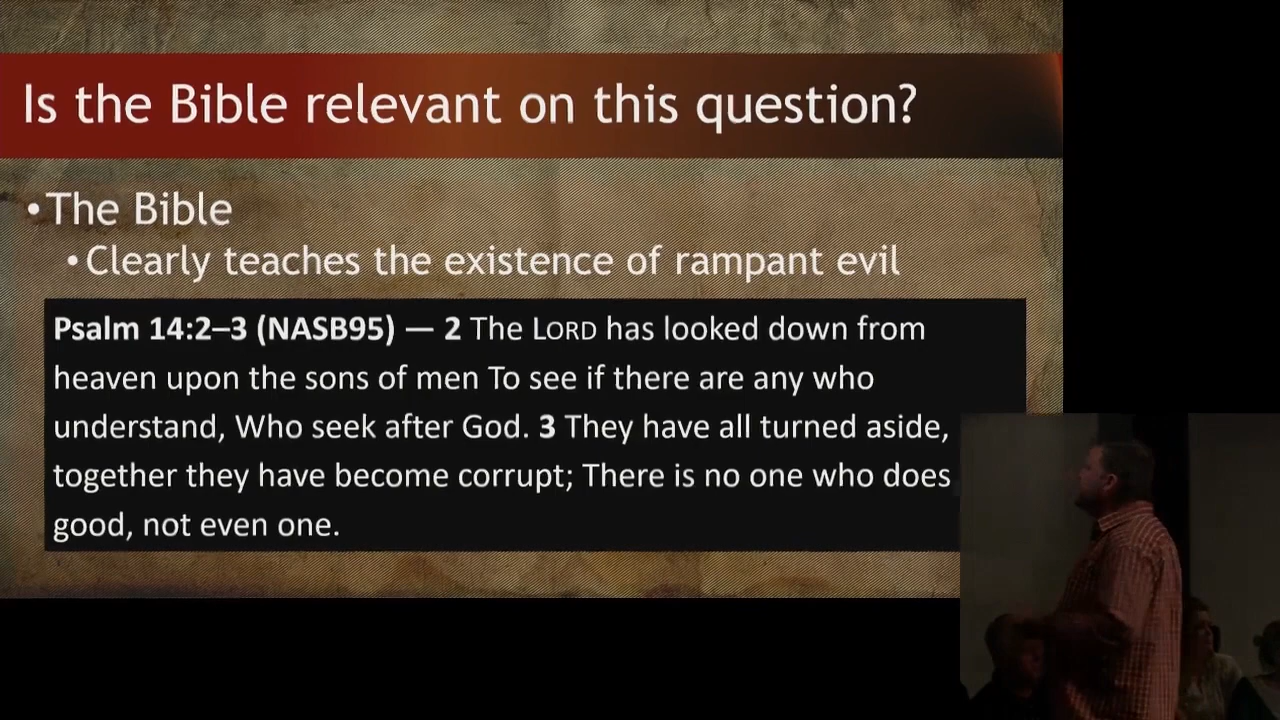 Is the Bible relevant on this question?
•The Bible
•Clearly teaches the existence of rampant evil
Psalm 14:2–3 (NASB95) — 2 The LORD has looked down from
heaven upon the sons of men To see if there are any who
understand, Who seek after God. 3 They have all turned aside,
together they have become corrupt; There is no one who does
good, not even one.